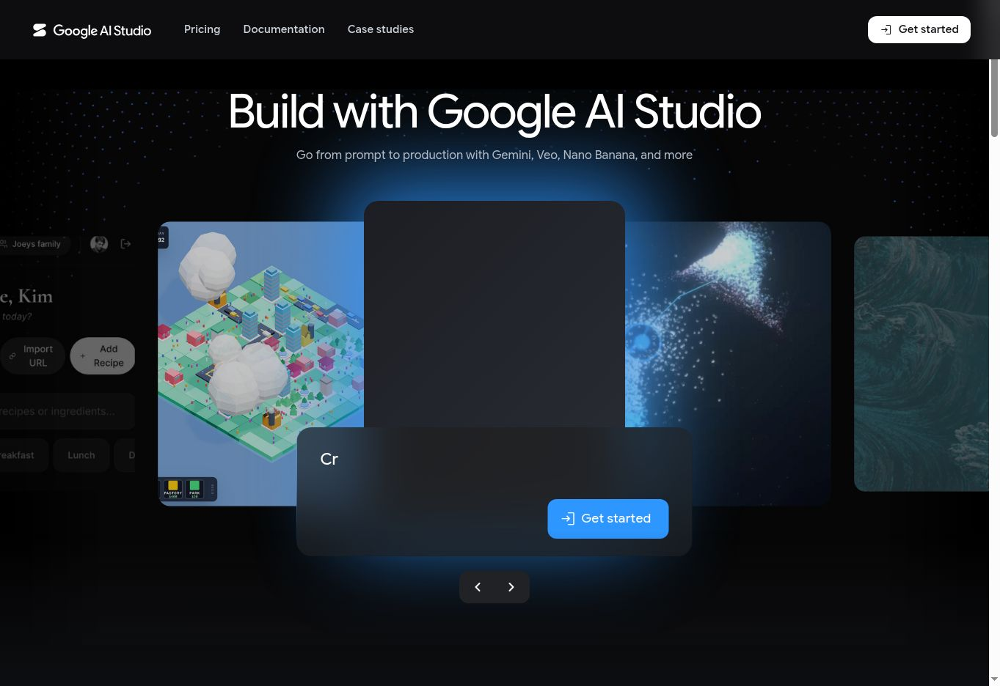 Google AI Studio
Pricing
Documentation
Case studies
Get started
Build with Google AI Studio
Go from prompt to production with Gemini, Veo, Nano Banana, and more
Joeys family
e, Kim
today?
Import
URL
Add
Recipe
recipes or ingredients...
reakfast
Lunch
D
92
FACTORY
PARK
Cr
Get started